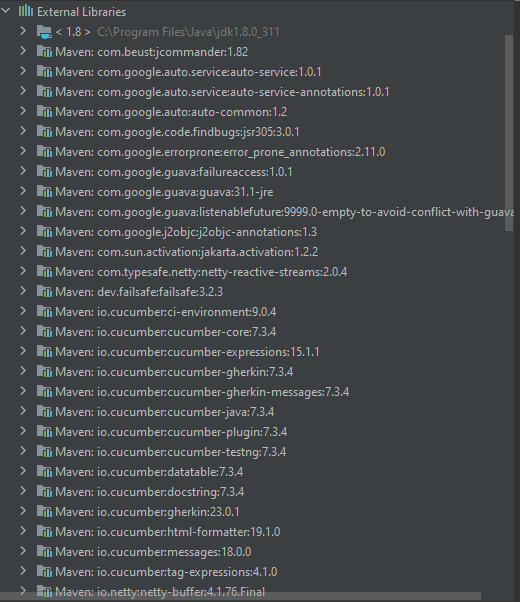 External Libraries
< 1.8 > C:\Program Files\Java\jdk1.8.0_311
Maven: com.beust:jcommander:1.82
Maven: com.google.auto.service:auto-service:1.0.1
Maven: com.google.auto.service:auto-service-annotations:1.0.1
Maven: com.google.auto:auto-common:1.2
Maven: com.google.code.findbugs:jsr305:3.0.1
Maven: com.google.errorprone:error_prone_annotations:2.11.0
Maven: com.google.guava:failureaccess:1.0.1
Maven: com.google.guava:guava:31.1-jre
Maven: com.google.guava:listenablefuture:9999.0-empty-to-avoid-conflict-with-guava
Maven: com.google.j2objc:j2objc-annotations:1.3
Maven: com.sun.activation:jakarta.activation:1.2.2
Maven: com.typesafe.netty:netty-reactive-streams:2.0.4
Maven: dev.failsafe:failsafe:3.2.3
Maven: io.cucumber:ci-environment:9.0.4
Maven: io.cucumber:cucumber-core:7.3.4
Maven: io.cucumber:cucumber-expressions:15.1.1
Maven: io.cucumber:cucumber-gherkin:7.3.4
Maven: io.cucumber:cucumber-gherkin-messages:7.3.4
Maven: io.cucumber:cucumber-java:7.3.4
Maven: io.cucumber:cucumber-plugin:7.3.4
Maven: io.cucumber:cucumber-testng:7.3.4
Maven: io.cucumber:datatable:7.3.4
Maven: io.cucumber:docstring:7.3.4
Maven: io.cucumber:gherkin:23.0.1
Maven: io.cucumber:html-formatter:19.1.0
Maven: io.cucumber:messages:18.0.0
Maven: io.cucumber:tag-expressions:4.1.0
Maven: io.netty:netty-buffer:4.1.76.Final